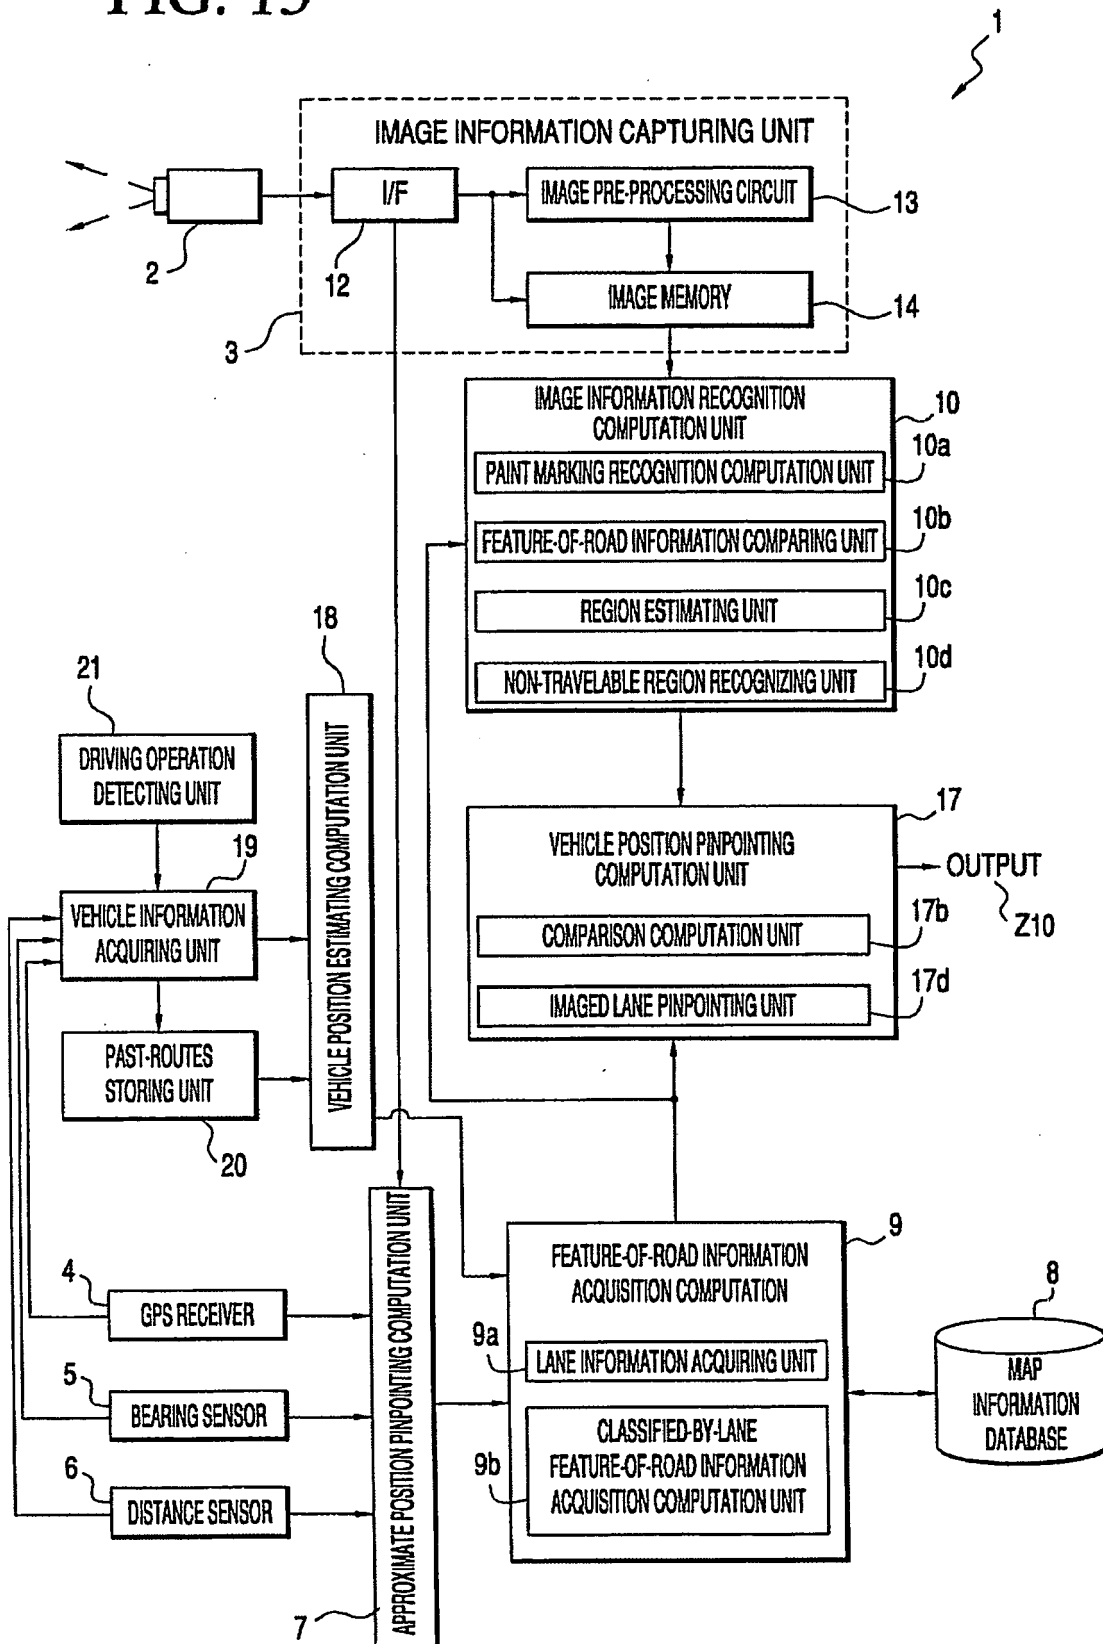 FIG. 15
1
IMAGE INFORMATION CAPTURING UNIT
I/F
IMAGE PRE-PROCESSING CIRCUIT
13
2
12
IMAGE MEMORY
14
3
IMAGE INFORMATION RECOGNITION
COMPUTATION UNIT
10
PAINT MARKING RECOGNITION COMPUTATION UNIT
10a
FEATURE-OF-ROAD INFORMATION COMPARING UNIT
10b
REGION ESTIMATING UNIT
10c
NON-TRAVELABLE REGION RECOGNIZING UNIT
10d
18
VEHICLE POSITION ESTIMATING COMPUTATION UNIT
21
DRIVING OPERATION
DETECTING UNIT
19
VEHICLE INFORMATION
ACQUIRING UNIT
PAST-ROUTES
STORING UNIT
20
VEHICLE POSITION PINPOINTING
COMPUTATION UNIT
17
OUTPUT
Z10
COMPARISON COMPUTATION UNIT
17b
IMAGED LANE PINPOINTING UNIT
17d
4
GPS RECEIVER
5
BEARING SENSOR
6
DISTANCE SENSOR
7
APPROXIMATE POSITION PINPOINTING COMPUTATION UNIT
FEATURE-OF-ROAD INFORMATION
ACQUISITION COMPUTATION
9
9a
LANE INFORMATION ACQUIRING UNIT
9b
CLASSIFIED-BY-LANE
FEATURE-OF-ROAD INFORMATION
ACQUISITION COMPUTATION UNIT
8
MAP
INFORMATION
DATABASE